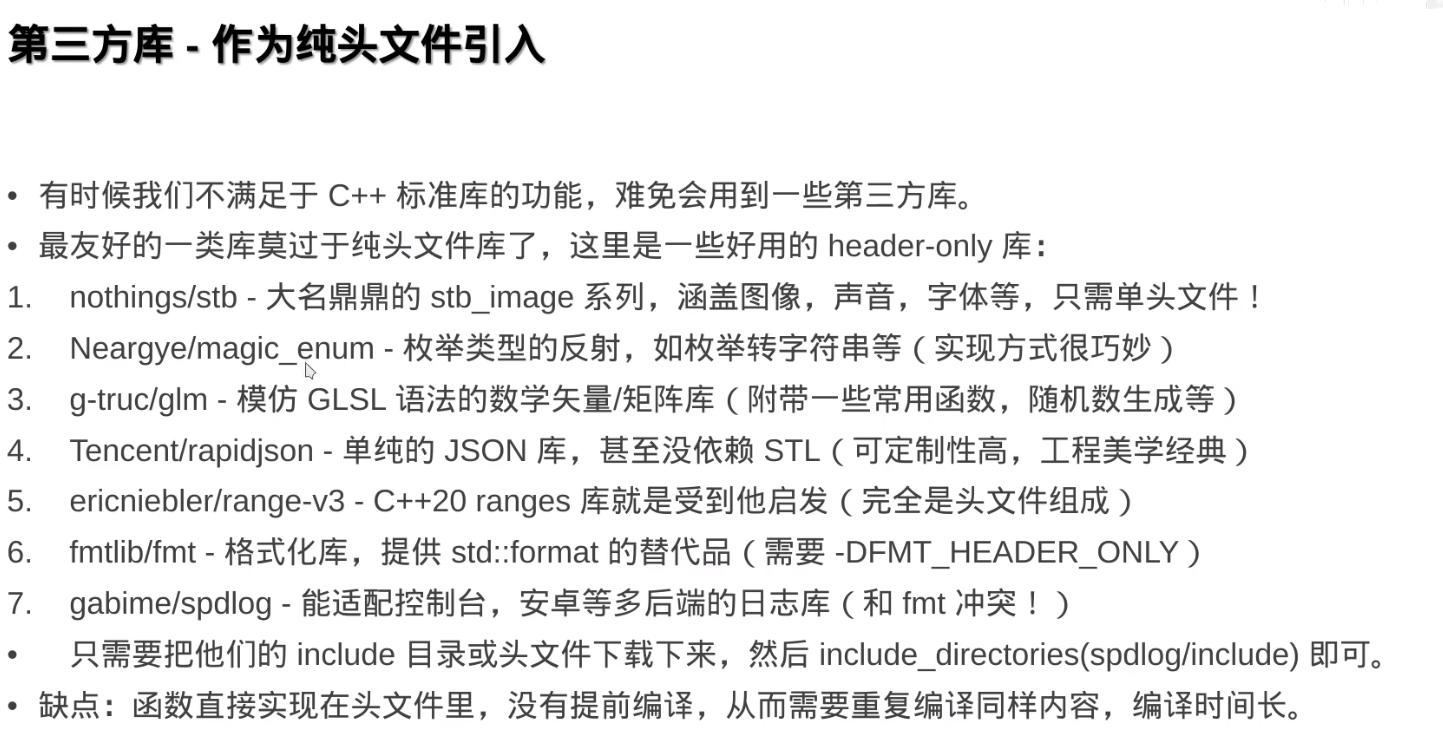 第三方库 - 作为纯头文件引入
• 有时候我们不满足于 C++ 标准库的功能，难免会用到一些第三方库。
• 最友好的一类库莫过于纯头文件库了，这里是一些好用的 header-only 库：
1. nothings/stb - 大名鼎鼎的 stb_image 系列，涵盖图像，声音，字体等，只需单头文件！
2. Neargye/magic_enum - 枚举类型的反射，如枚举转字符串等（实现方式很巧妙）
3. g-truc/glm - 模仿 GLSL 语法的数学矢量/矩阵库（附带一些常用函数，随机数生成等）
4. Tencent/rapidjson - 单纯的 JSON 库，甚至没依赖 STL（可定制性高，工程美学经典）
5. ericniebler/range-v3 - C++20 ranges 库就是受到他启发（完全是头文件组成）
6. fmtlib/fmt - 格式化库，提供 std::format 的替代品（需要 -DFMT_HEADER_ONLY）
7. gabime/spdlog - 能适配控制台，安卓等多后端的日志库（和 fmt 冲突！）
• 只需要把他们的 include 目录或头文件下载下来，然后 include_directories(spdlog/include) 即可。
• 缺点：函数直接实现在头文件里，没有提前编译，从而需要重复编译同样内容，编译时间长。